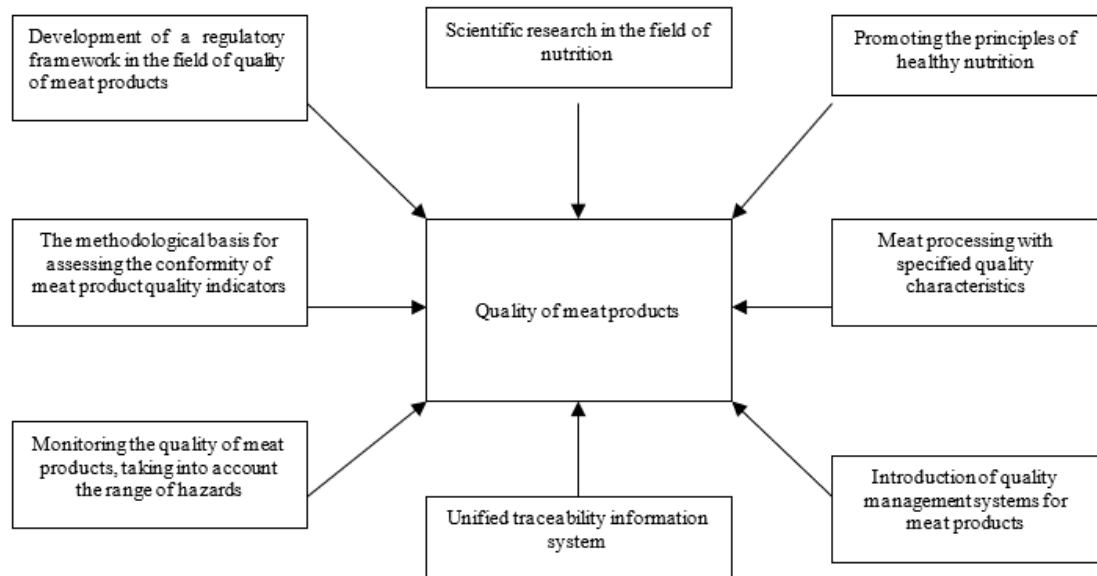 Development of a regulatory
framework in the field of quality
of meat products
Scientific research in the field of
nutrition
Promoting the principles of
healthy nutrition
The methodological basis for
assessing the conformity of
meat product quality indicators
Quality of meat products
Meat processing with
specified quality
characteristics
Monitoring the quality of meat
products, taking into account
the range of hazards
Unified traceability information
system
Introduction of quality
management systems for
meat products